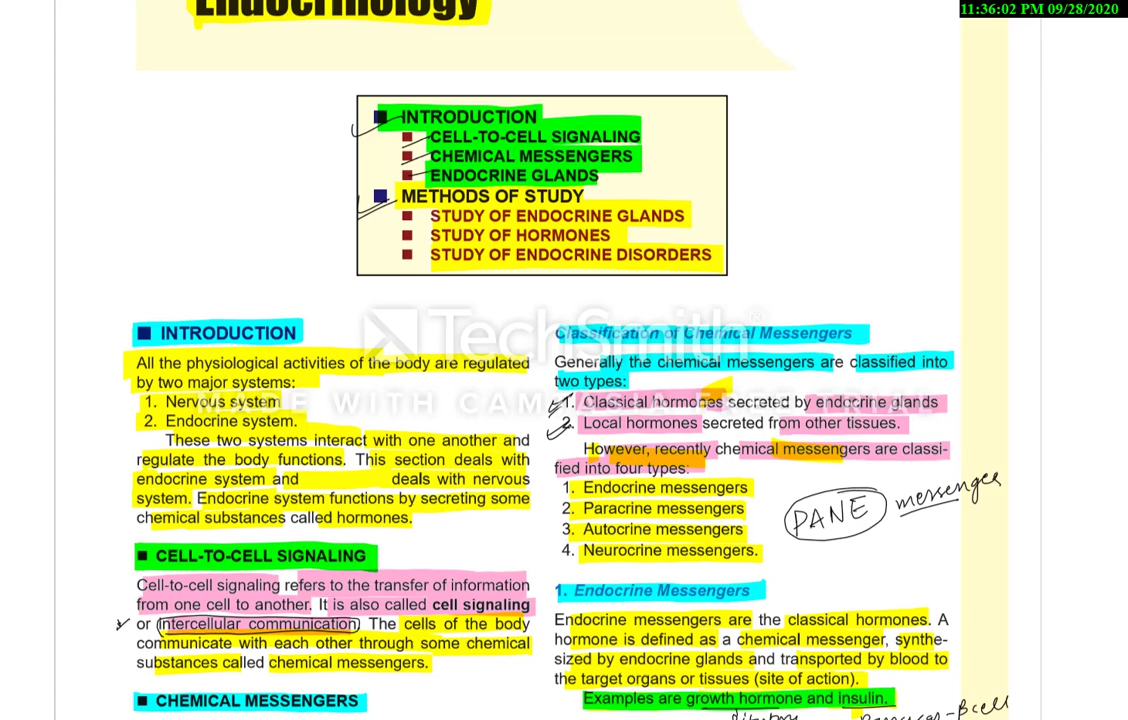 Endocrinology
11:36:02 PM 09/28/2020
INTRODUCTION
CELL-TO-CELL SIGNALING
CHEMICAL MESSENGERS
ENDOCRINE GLANDS
METHODS OF STUDY
STUDY OF ENDOCRINE GLANDS
STUDY OF HORMONES
STUDY OF ENDOCRINE DISORDERS
TechSmith®
MADE WITH CAMTASIA FREE TRIAL
INTRODUCTION
All the physiological activities of the body are regulated
by two major systems:
1. Nervous system
2. Endocrine system.
These two systems interact with one another and
regulate the body functions. This section deals with
endocrine system and deals with nervous
system. Endocrine system functions by secreting some
chemical substances called hormones.
CELL-TO-CELL SIGNALING
Cell-to-cell signaling refers to the transfer of information
from one cell to another. It is also called cell signaling
or intercellular communication. The cells of the body
communicate with each other through some chemical
substances called chemical messengers.
CHEMICAL MESSENGERS
Classification of Chemical Messengers
Generally the chemical messengers are classified into
two types:
1. Classical hormones secreted by endocrine glands
2. Local hormones secreted from other tissues.
However, recently chemical messengers are classi-
fied into four types:
1. Endocrine messengers
2. Paracrine messengers
3. Autocrine messengers
4. Neurocrine messengers.
PANE messenger
1. Endocrine Messengers
Endocrine messengers are the classical hormones. A
hormone is defined as a chemical messenger, synthe-
sized by endocrine glands and transported by blood to
the target organs or tissues (site of action).
Examples are growth hormone and insulin.